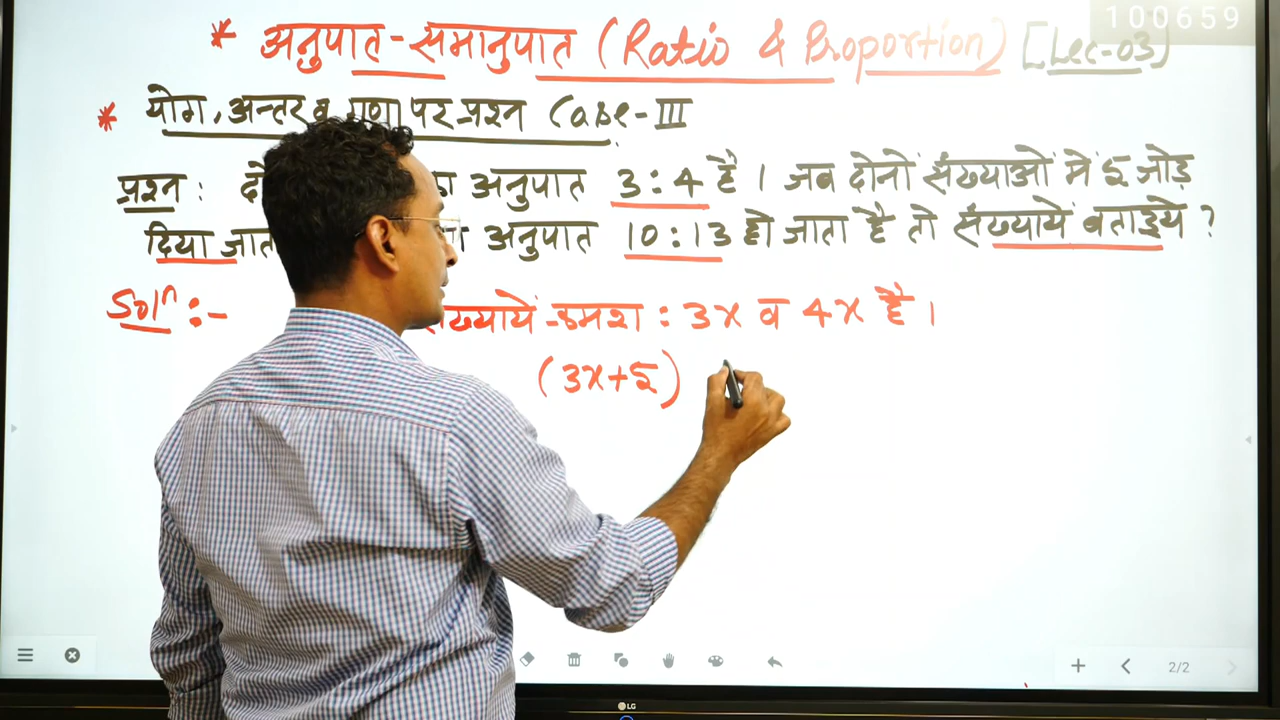 100659
* अनुपात-समानुपात (Ratio & Proportion) [Lec-03]
* योग, अन्तर व गुणा पर प्रश्न Case-III
प्रश्न: अनुपात 3:4 है। जब दोनों संख्याओं में 5 जोड़
दिया जाता अनुपात 10:13 हो जाता है तो संख्यायें बताइये ?
Solⁿ :- संख्यायें क्रमश: 3x व 4x है।
(3x+5)
2/2
LG